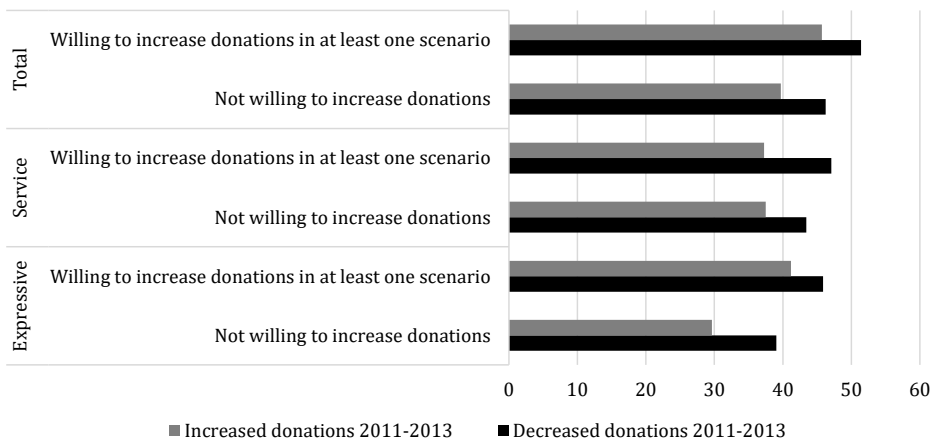 Total
Willing to increase donations in at least one scenario
Not willing to increase donations
Service
Willing to increase donations in at least one scenario
Not willing to increase donations
Expressive
Willing to increase donations in at least one scenario
Not willing to increase donations
0 10 20 30 40 50 60
Increased donations 2011-2013 Decreased donations 2011-2013